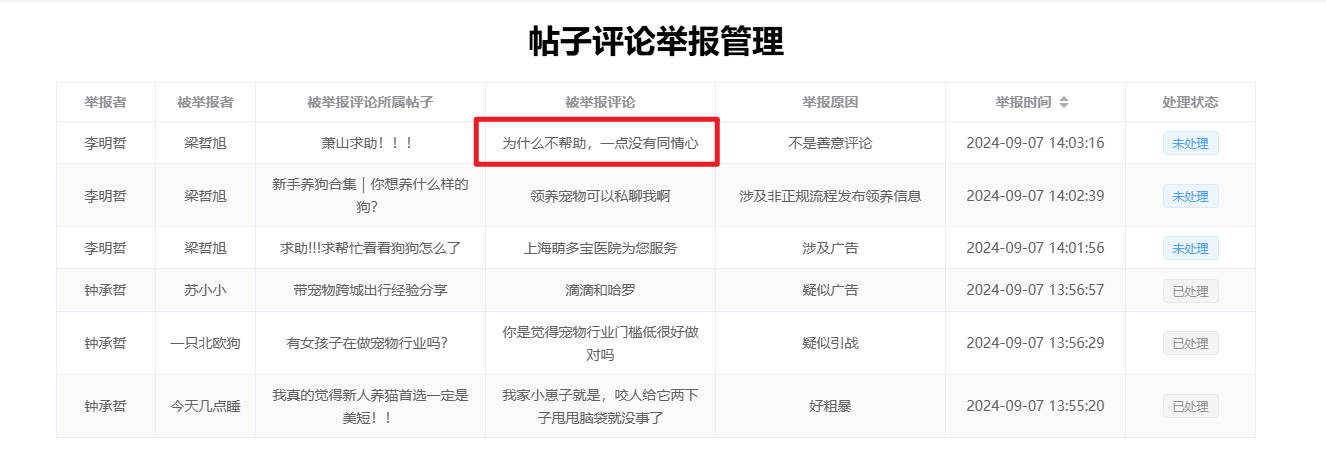 帖子评论举报管理
举报者 被举报者 被举报评论所属帖子 被举报评论 举报原因 举报时间 处理状态
李明哲 梁哲旭 萧山求助！！！ 为什么不帮助，一点没有同情心 不是善意评论 2024-09-07 14:03:16 未处理
李明哲 梁哲旭 新手养狗合集 | 你想养什么样的
狗? 领养宠物可以私聊我啊 涉及非正规流程发布领养信息 2024-09-07 14:02:39 未处理
李明哲 梁哲旭 求助!!!求帮忙看看狗狗怎么了 上海萌多宝医院为您服务 涉及广告 2024-09-07 14:01:56 未处理
钟承哲 苏小小 带宠物跨城出行经验分享 滴滴和哈罗 疑似广告 2024-09-07 13:56:57 已处理
钟承哲 一只北欧狗 有女孩子在做宠物行业吗? 你是觉得宠物行业门槛低很好做
对吗 疑似引战 2024-09-07 13:56:29 已处理
钟承哲 今天几点睡 我真的觉得新人养猫首选一定是
美短！！ 我家小崽子就是，咬人给它两下
子甩甩脑袋就没事了 好粗暴 2024-09-07 13:55:20 已处理